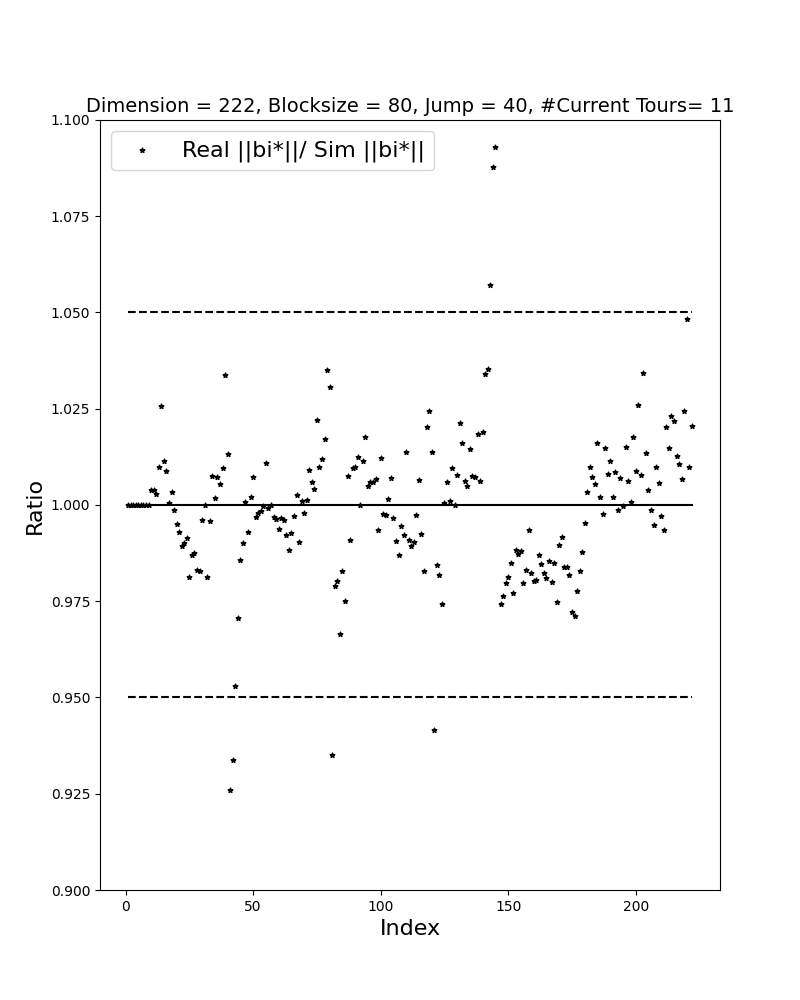 Dimension = 222, Blocksize = 80, Jump = 40, #Current Tours= 11
Real ||bi*||/ Sim ||bi*||
1.100
1.075
1.050
1.025
1.000
0.975
0.950
0.925
0.900
Ratio
0 50 100 150 200
Index